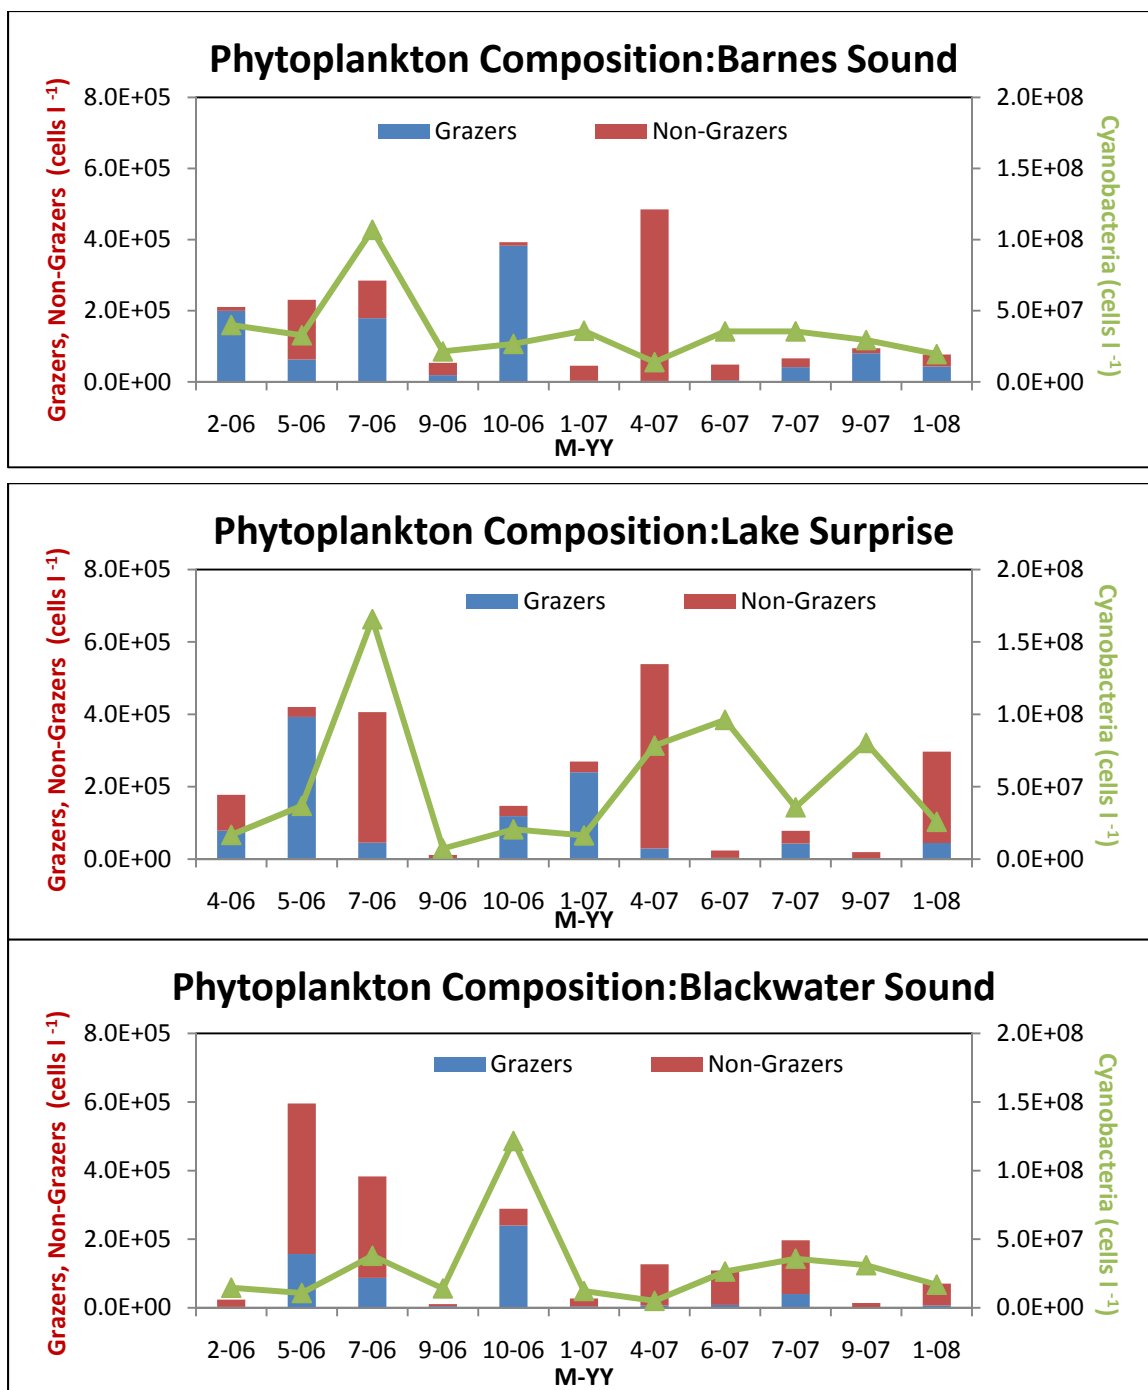 Phytoplankton Composition:Barnes Sound
Grazers, Non-Grazers (cells l -1)
Cyanobacteria (cells l -1)
8.0E+05
6.0E+05
4.0E+05
2.0E+05
0.0E+00
Grazers
Non-Grazers
2.0E+08
1.5E+08
1.0E+08
5.0E+07
0.0E+00
2-06 5-06 7-06 9-06 10-06 1-07 4-07 6-07 7-07 9-07 1-08
M-YY
Phytoplankton Composition:Lake Surprise
Grazers, Non-Grazers (cells l -1)
Cyanobacteria (cells l -1)
8.0E+05
6.0E+05
4.0E+05
2.0E+05
0.0E+00
Grazers
Non-Grazers
2.0E+08
1.5E+08
1.0E+08
5.0E+07
0.0E+00
4-06 5-06 7-06 9-06 10-06 1-07 4-07 6-07 7-07 9-07 1-08
M-YY
Phytoplankton Composition:Blackwater Sound
Grazers, Non-Grazers (cells l -1)
Cyanobacteria (cells l -1)
8.0E+05
6.0E+05
4.0E+05
2.0E+05
0.0E+00
Grazers
Non-Grazers
2.0E+08
1.5E+08
1.0E+08
5.0E+07
0.0E+00
2-06 5-06 7-06 9-06 10-06 1-07 4-07 6-07 7-07 9-07 1-08
M-YY